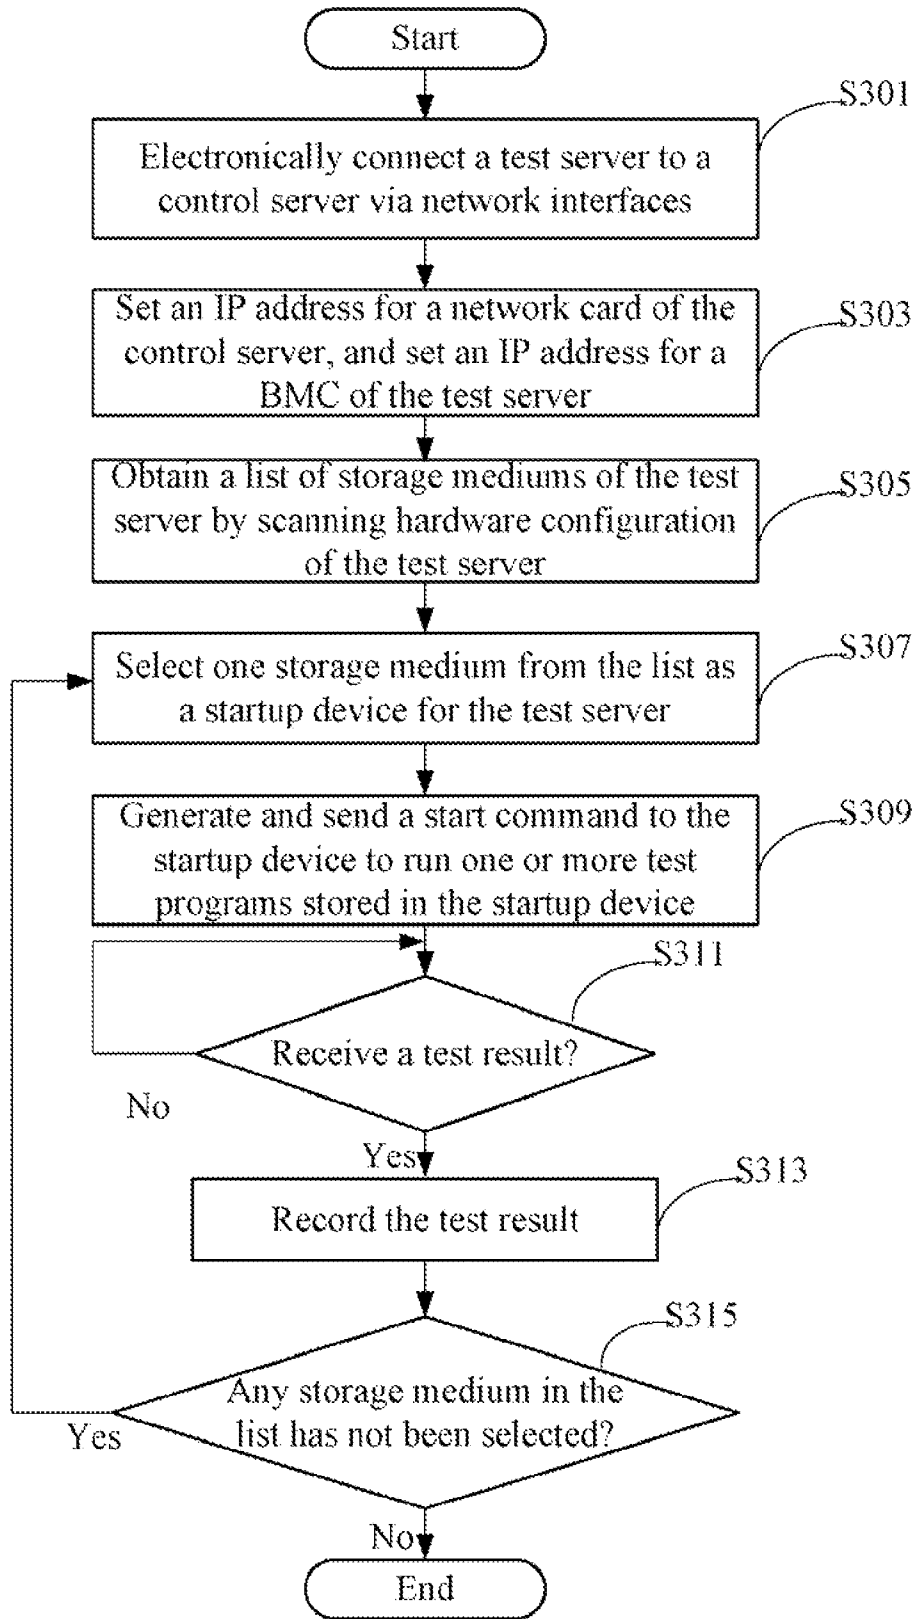 Start
S301
Electronically connect a test server to a
control server via network interfaces
S303
Set an IP address for a network card of the
control server, and set an IP address for a
BMC of the test server
S305
Obtain a list of storage mediums of the test
server by scanning hardware configuration
of the test server
S307
Select one storage medium from the list as
a startup device for the test server
S309
Generate and send a start command to the
startup device to run one or more test
programs stored in the startup device
S311
Receive a test result?
No
Yes
S313
Record the test result
S315
Any storage medium in the
list has not been selected?
Yes
No
End